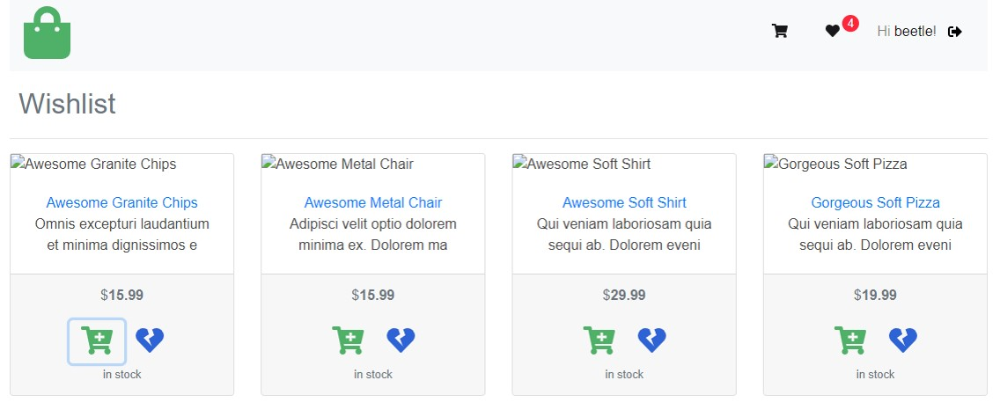 4
Hi beetle!
Wishlist
Awesome Granite Chips
Awesome Granite Chips
Omnis excepturi laudantium
et minima dignissimos e
$15.99
in stock
Awesome Metal Chair
Awesome Metal Chair
Adipisci velit optio dolorem
minima ex. Dolorem ma
$15.99
in stock
Awesome Soft Shirt
Awesome Soft Shirt
Qui veniam laboriosam quia
sequi ab. Dolorem eveni
$29.99
in stock
Gorgeous Soft Pizza
Gorgeous Soft Pizza
Qui veniam laboriosam quia
sequi ab. Dolorem eveni
$19.99
in stock